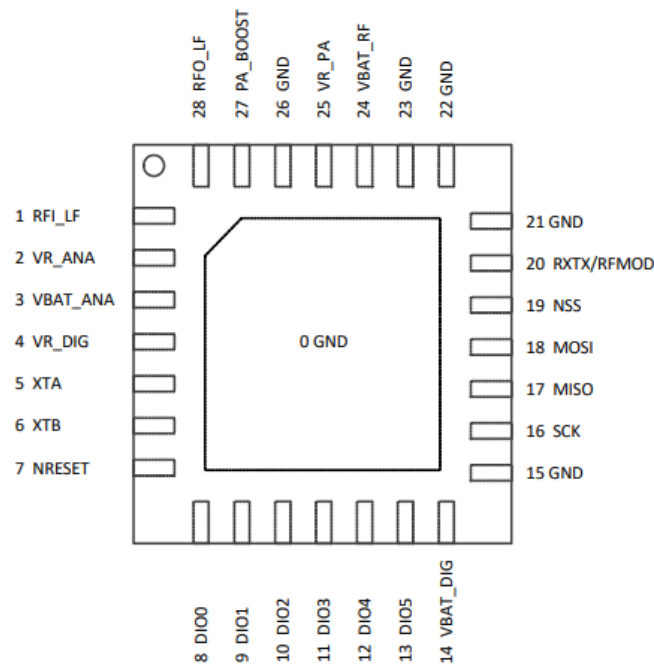 28 RFO_LF
27 PA_BOOST
26 GND
25 VR_PA
24 VBAT_RF
23 GND
22 GND
1 RFI_LF
2 VR_ANA
3 VBAT_ANA
4 VR_DIG
5 XTA
6 XTB
7 NRESET
0 GND
21 GND
20 RXTX/RFMOD
19 NSS
18 MOSI
17 MISO
16 SCK
15 GND
8 DIO0
9 DIO1
10 DIO2
11 DIO3
12 DIO4
13 DIO5
14 VBAT_DIG